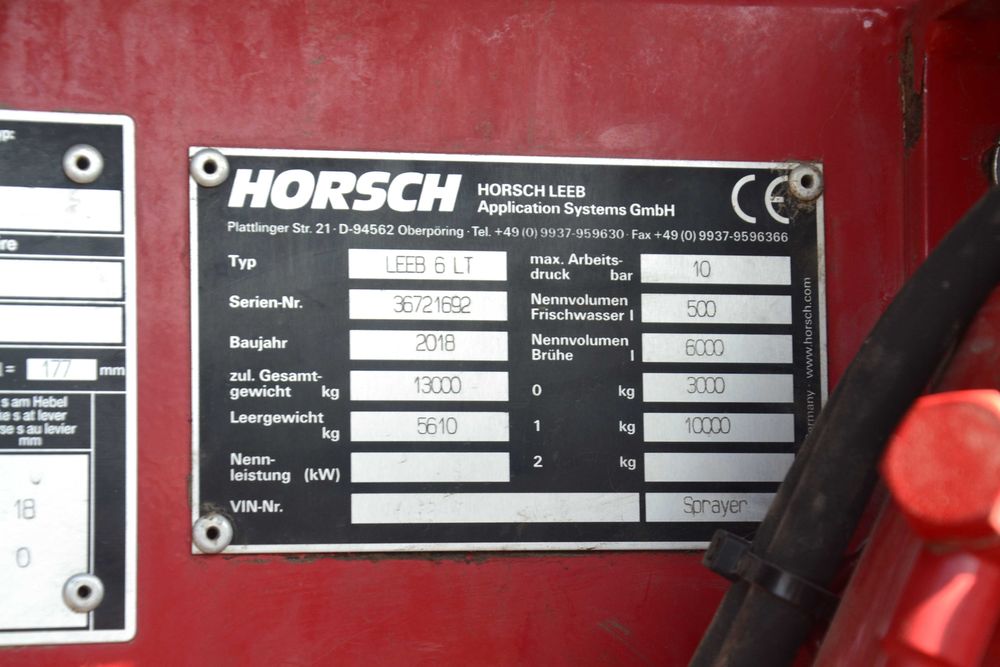 yp:
177 mm
s am Hebel
s at lever
s au levier
mm
18
0
HORSCH
HORSCH LEEB
Application Systems GmbH
CE
Plattlinger Str. 21 · D-94562 Oberpöring · Tel. +49 (0) 9937-959630 · Fax +49 (0) 9937-9596366
Typ LEEB 6 LT
Serien-Nr. 36721692
Baujahr 2018
zul. Gesamt-
gewicht kg 13000
Leergewicht
kg 5610
Nenn-
leistung (kW)
VIN-Nr.
max. Arbeits-
druck bar 10
Nennvolumen
Frischwasser l 500
Nennvolumen
Brühe l 6000
0 kg 3000
1 kg 10000
2 kg
Sprayer
ermany · www.horsch.com